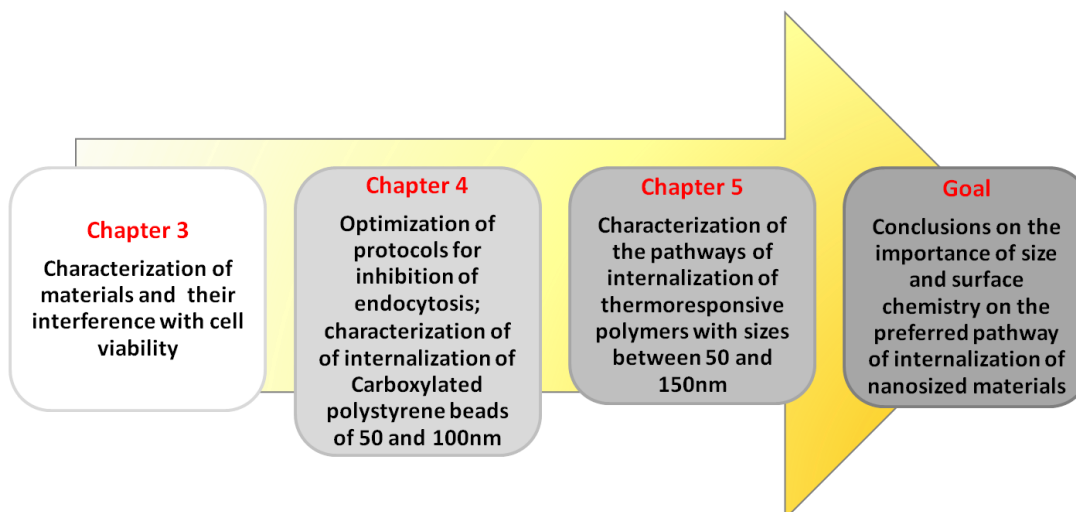 Chapter 3
Characterization of
materials and their
interference with cell
viability
Chapter 4
Optimization of
protocols for
inhibition of
endocytosis;
characterization of
of internalization of
Carboxylated
polystyrene beads
of 50 and 100nm
Chapter 5
Characterization of
the pathways of
internalization of
thermoresponsive
polymers with sizes
between 50 and
150nm
Goal
Conclusions on the
importance of size
and surface
chemistry on the
preferred pathway
of internalization of
nanosized materials